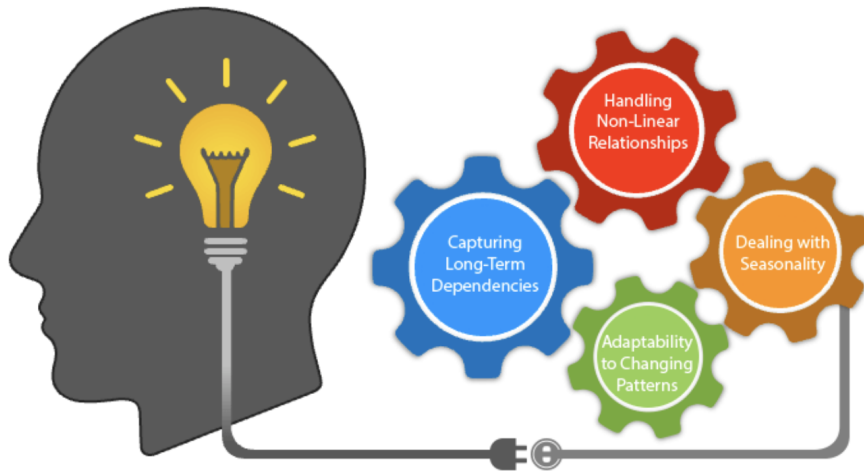 Handling
Non-Linear
Relationships
Capturing
Long-Term
Dependencies
Dealing with
Seasonality
Adaptability
to Changing
Patterns